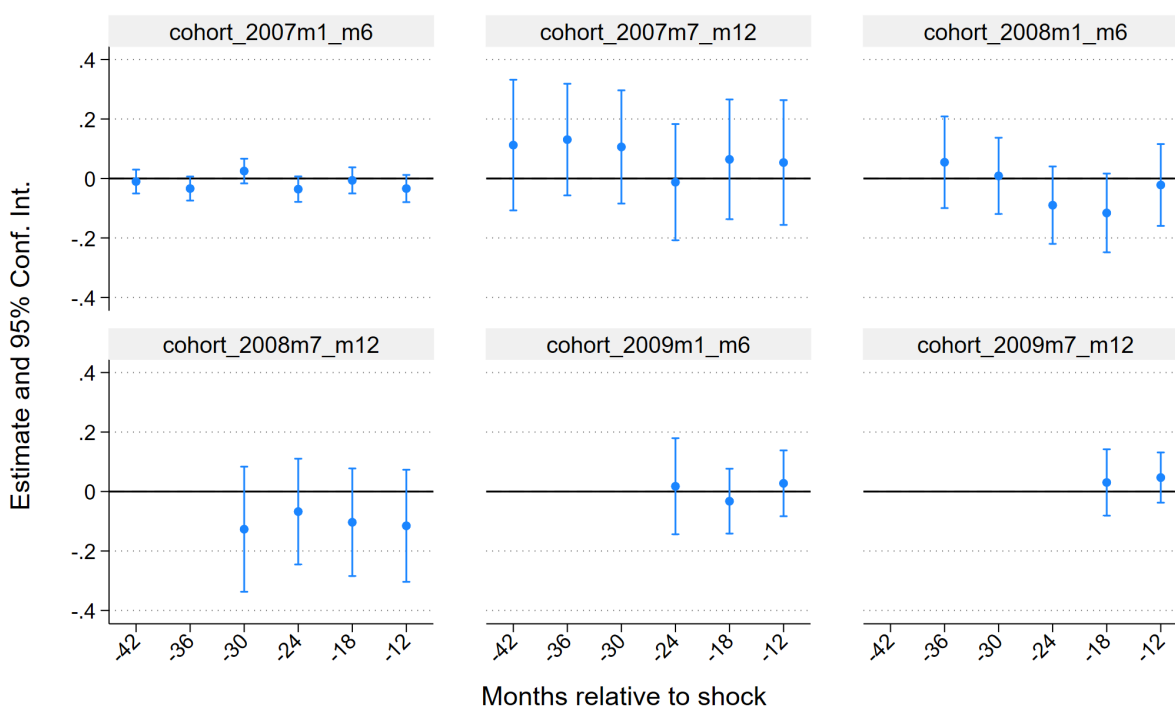 cohort_2007m1_m6
cohort_2007m7_m12
cohort_2008m1_m6
.4
.2
0
-.2
-.4
cohort_2008m7_m12
cohort_2009m1_m6
cohort_2009m7_m12
.4
.2
0
-.2
-.4
-42 -36 -30 -24 -18 -12
-42 -36 -30 -24 -18 -12
-42 -36 -30 -24 -18 -12
Estimate and 95% Conf. Int.
Months relative to shock